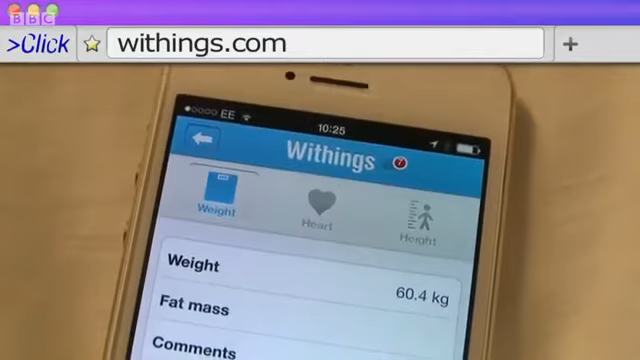 BBC
>Click withings.com +
EE 10:25
Withings
Weight Heart Height
Weight 60.4 kg
Fat mass
Comments